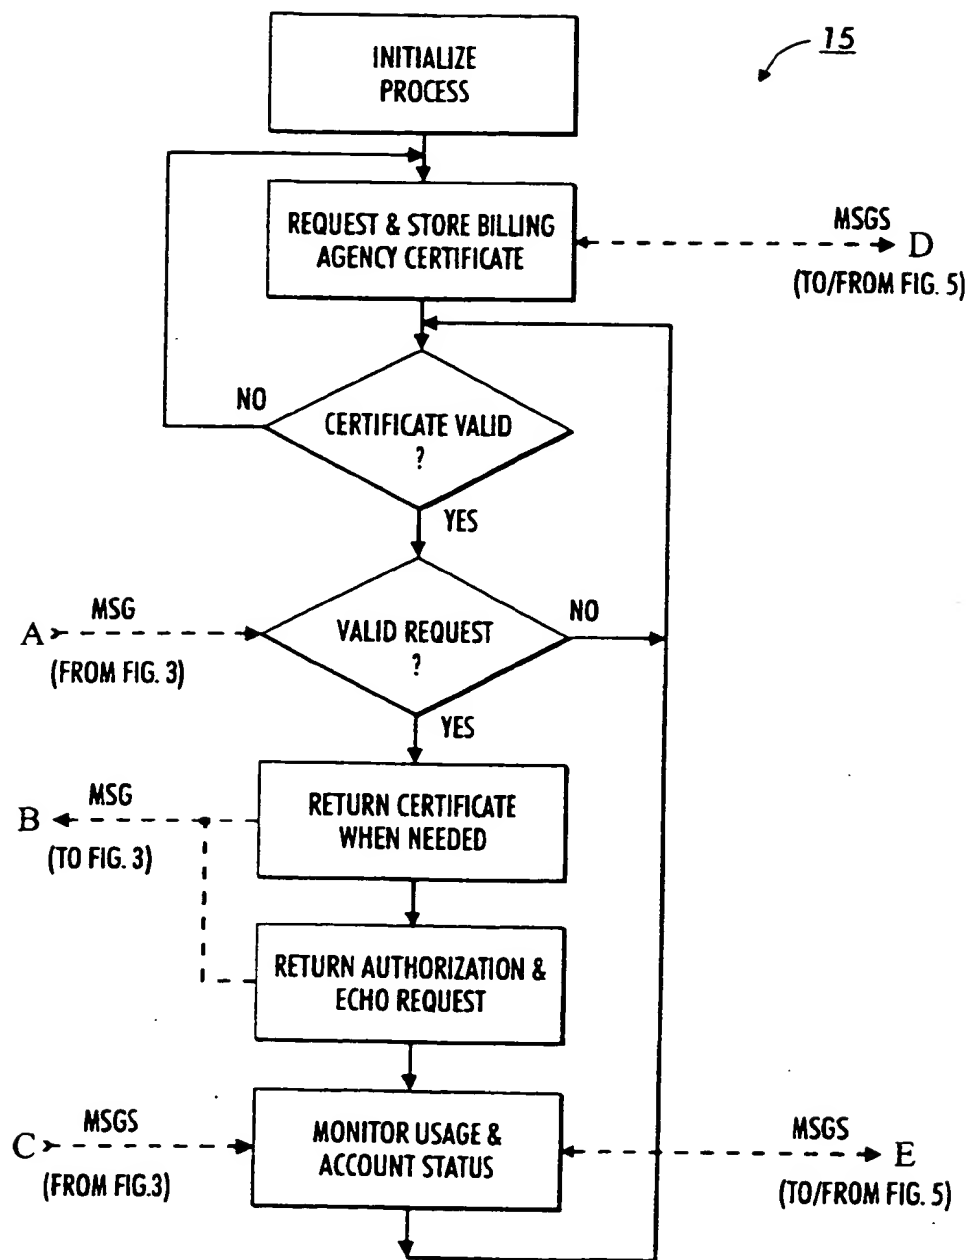 15
INITIALIZE
PROCESS
REQUEST & STORE BILLING
AGENCY CERTIFICATE
MSGS
D
(TO/FROM FIG. 5)
NO
CERTIFICATE VALID
?
YES
MSG
A
(FROM FIG. 3)
VALID REQUEST
?
NO
YES
MSG
B
(TO FIG. 3)
RETURN CERTIFICATE
WHEN NEEDED
RETURN AUTHORIZATION &
ECHO REQUEST
MSGS
C
(FROM FIG.3)
MONITOR USAGE &
ACCOUNT STATUS
MSGS
E
(TO/FROM FIG. 5)